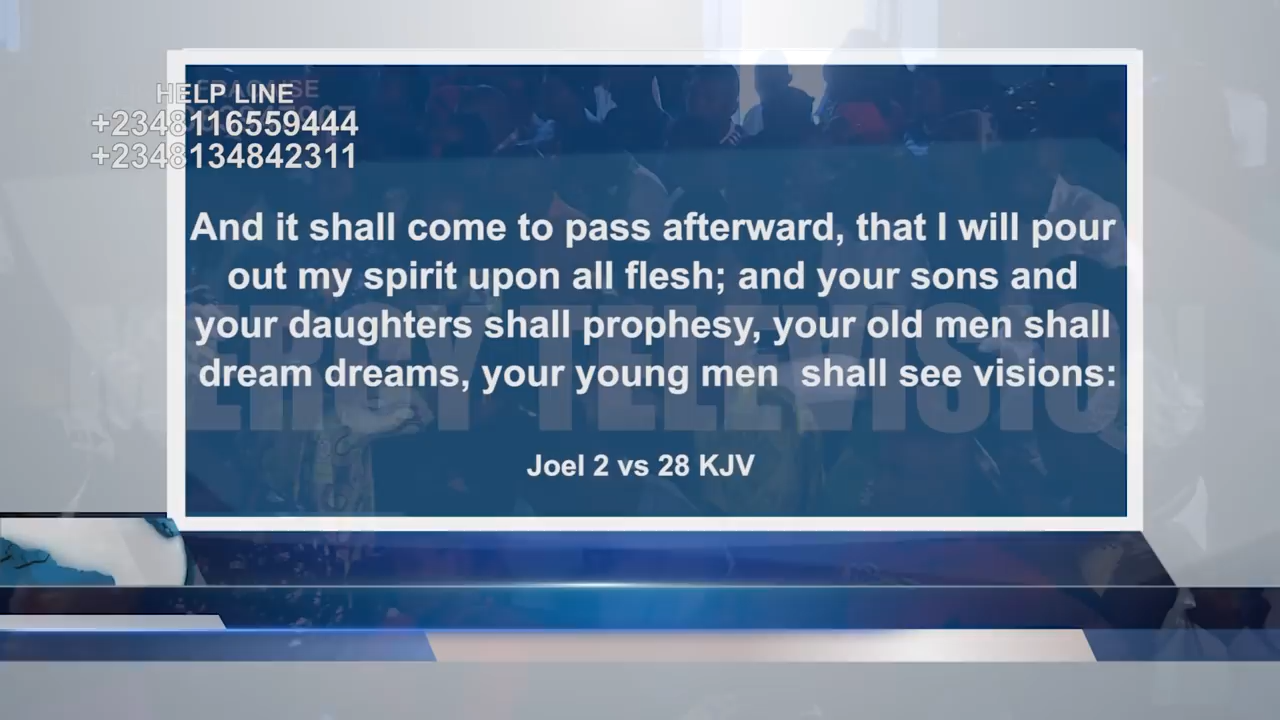 HELP LINE
+2348116559444
+2348134842311
And it shall come to pass afterward, that I will pour
out my spirit upon all flesh; and your sons and
your daughters shall prophesy, your old men shall
dream dreams, your young men shall see visions:
ERCY TELEVISIO
Joel 2 vs 28 KJV